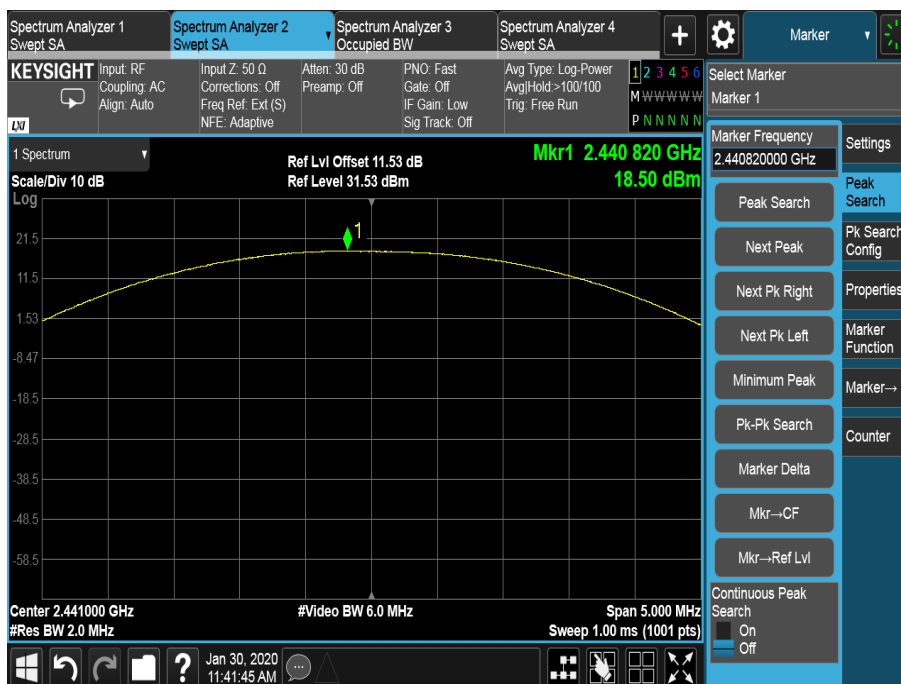 Spectrum Analyzer 1
Swept SA
Spectrum Analyzer 2
Swept SA
Spectrum Analyzer 3
Occupied BW
Spectrum Analyzer 4
Swept SA
+
Marker
KEYSIGHT
LXI
Input: RF
Coupling: AC
Align: Auto
Input Z: 50 Ω
Corrections: Off
Freq Ref: Ext (S)
NFE: Adaptive
Atten: 30 dB
Preamp: Off
PNO: Fast
Gate: Off
IF Gain: Low
Sig Track: Off
Avg Type: Log-Power
Avg|Hold:>100/100
Trig: Free Run
1 2 3 4 5 6
M W W W W W
P N N N N N
Select Marker
Marker 1
1 Spectrum
Scale/Div 10 dB
Log
Ref Lvl Offset 11.53 dB
Ref Level 31.53 dBm
Mkr1 2.440 820 GHz
18.50 dBm
1
21.5
11.5
1.53
-8.47
-18.5
-28.5
-38.5
-48.5
-58.5
Center 2.441000 GHz
#Res BW 2.0 MHz
#Video BW 6.0 MHz
Span 5.000 MHz
Sweep 1.00 ms (1001 pts)
Marker Frequency
2.440820000 GHz
Peak Search
Next Peak
Next Pk Right
Next Pk Left
Minimum Peak
Pk-Pk Search
Marker Delta
Mkr→CF
Mkr→Ref Lvl
Continuous Peak
Search
On
Off
Settings
Peak
Search
Pk Search
Config
Properties
Marker
Function
Marker→
Counter
?
Jan 30, 2020
11:41:45 AM